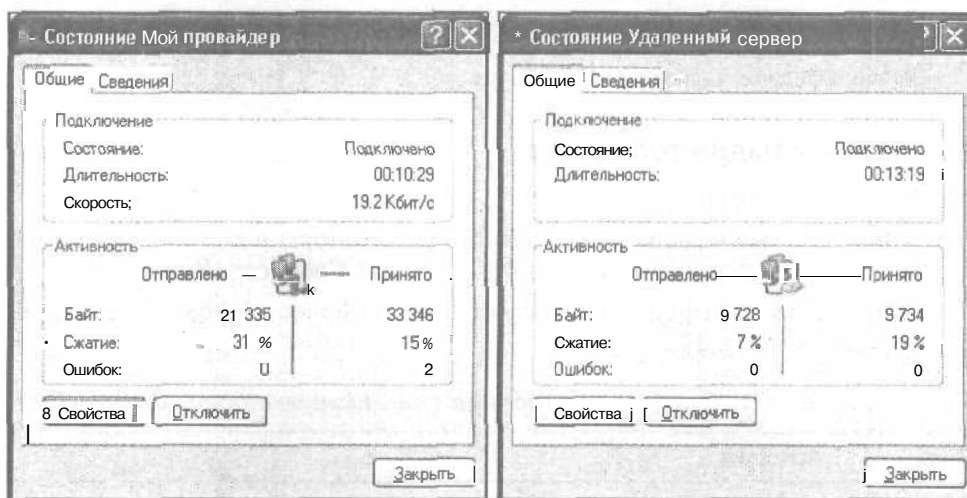 - Состояние Мой провайдер
Общие Сведения
Подключение
Состояние: Подключено
Длительность: 00:10:29
Скорость; 19.2 Кбит/с
Активность
Отправлено — Принято
Байт: 21 335 33 346
Сжатие: 31 % 15 %
Ошибок: U 2
8 Свойства Отключить
Закрыть
* Состояние Удаленный сервер
Общие Сведения
Подключение
Состояние; Подключено
Длительность: 00:13:19
Активность
Отправлено Принято
Байт: 9 728 9 734
Сжатие: 7 % 19 %
Ошибок: 0 0
Свойства j [ Отключить
Закрыть